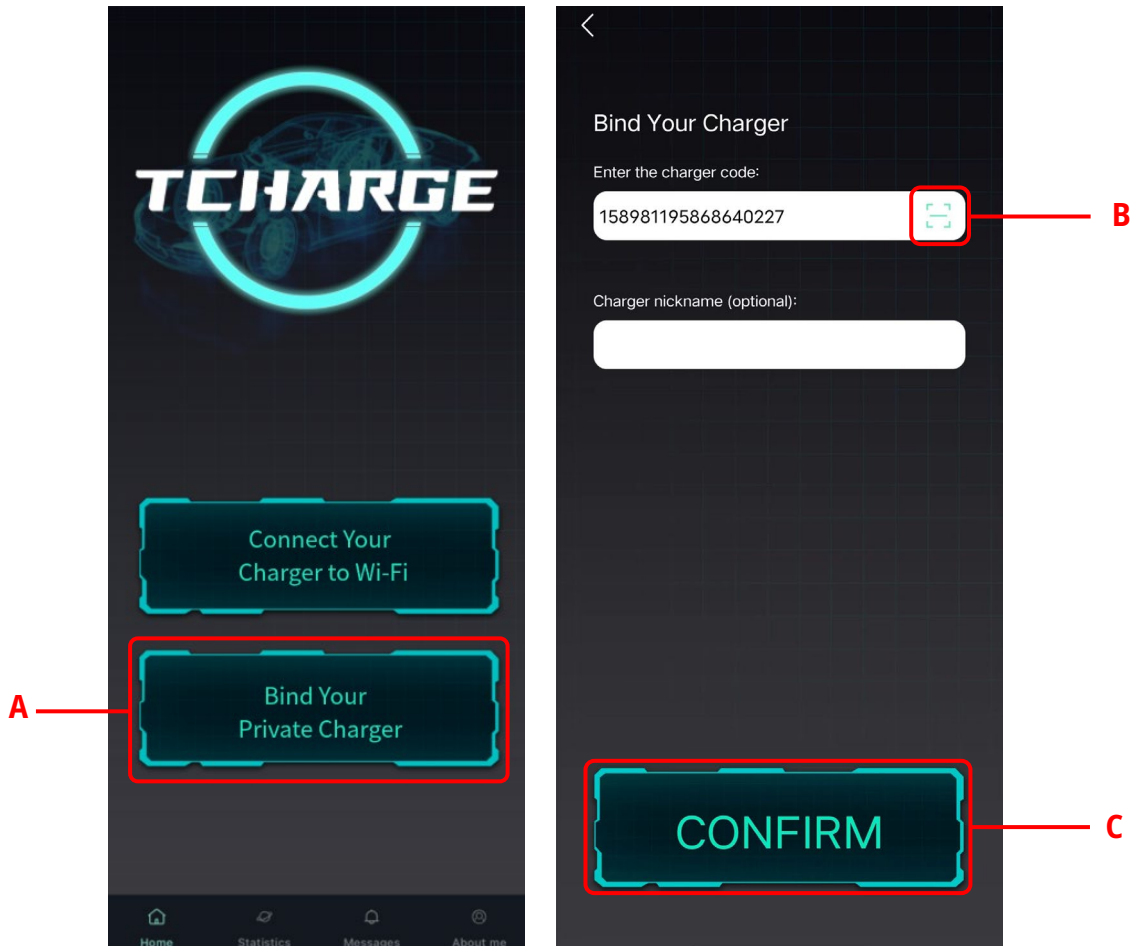 TCHARGE
Connect Your
Charger to Wi-Fi
A
Bind Your
Private Charger
Home
Statistics
Messages
About me
Bind Your Charger
Enter the charger code:
158981195868640227
B
Charger nickname (optional):
CONFIRM
C